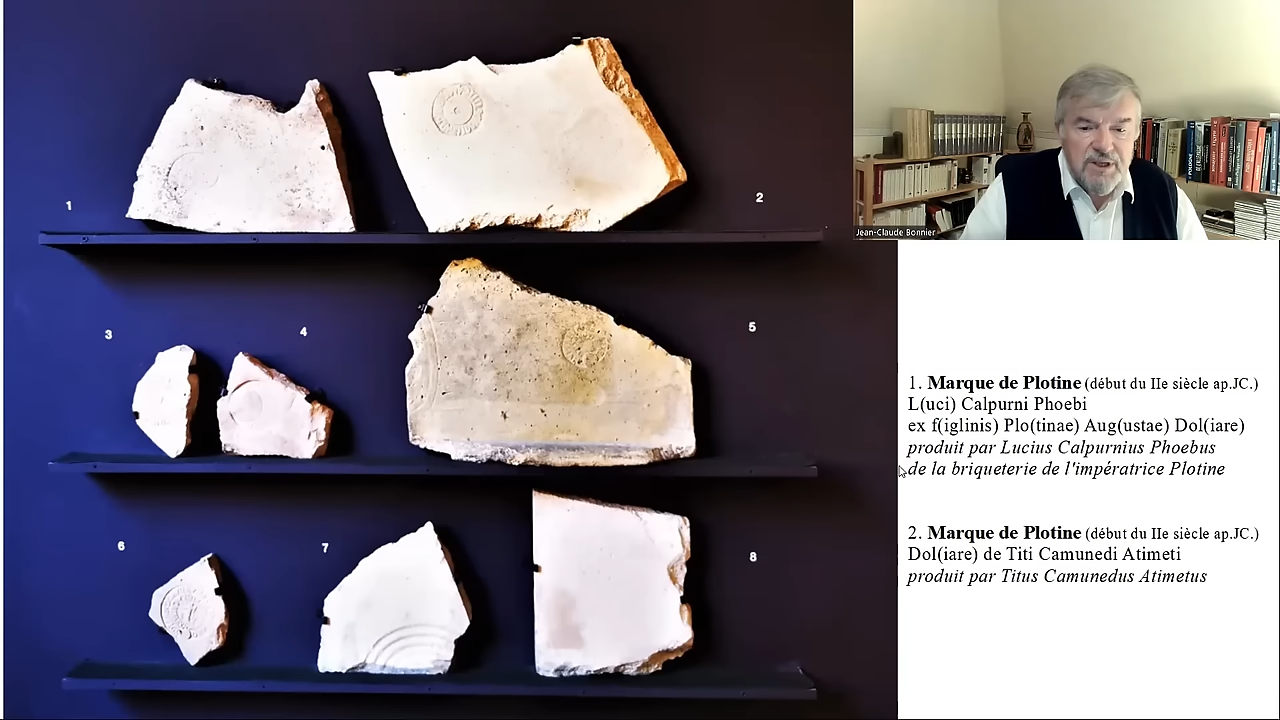 1
2
3
4
5
6
7
8
Jean-Claude Bonnier
1. Marque de Plotine (début du IIe siècle ap.JC.)
L(uci) Calpurni Phoebi
ex f(iglinis) Plo(tinae) Aug(ustae) Dol(iare)
produit par Lucius Calpurnius Phoebus
de la briqueterie de l'impératrice Plotine
2. Marque de Plotine (début du IIe siècle ap.JC.)
Dol(iare) de Titi Camunedi Atimeti
produit par Titus Camunedus Atimetus